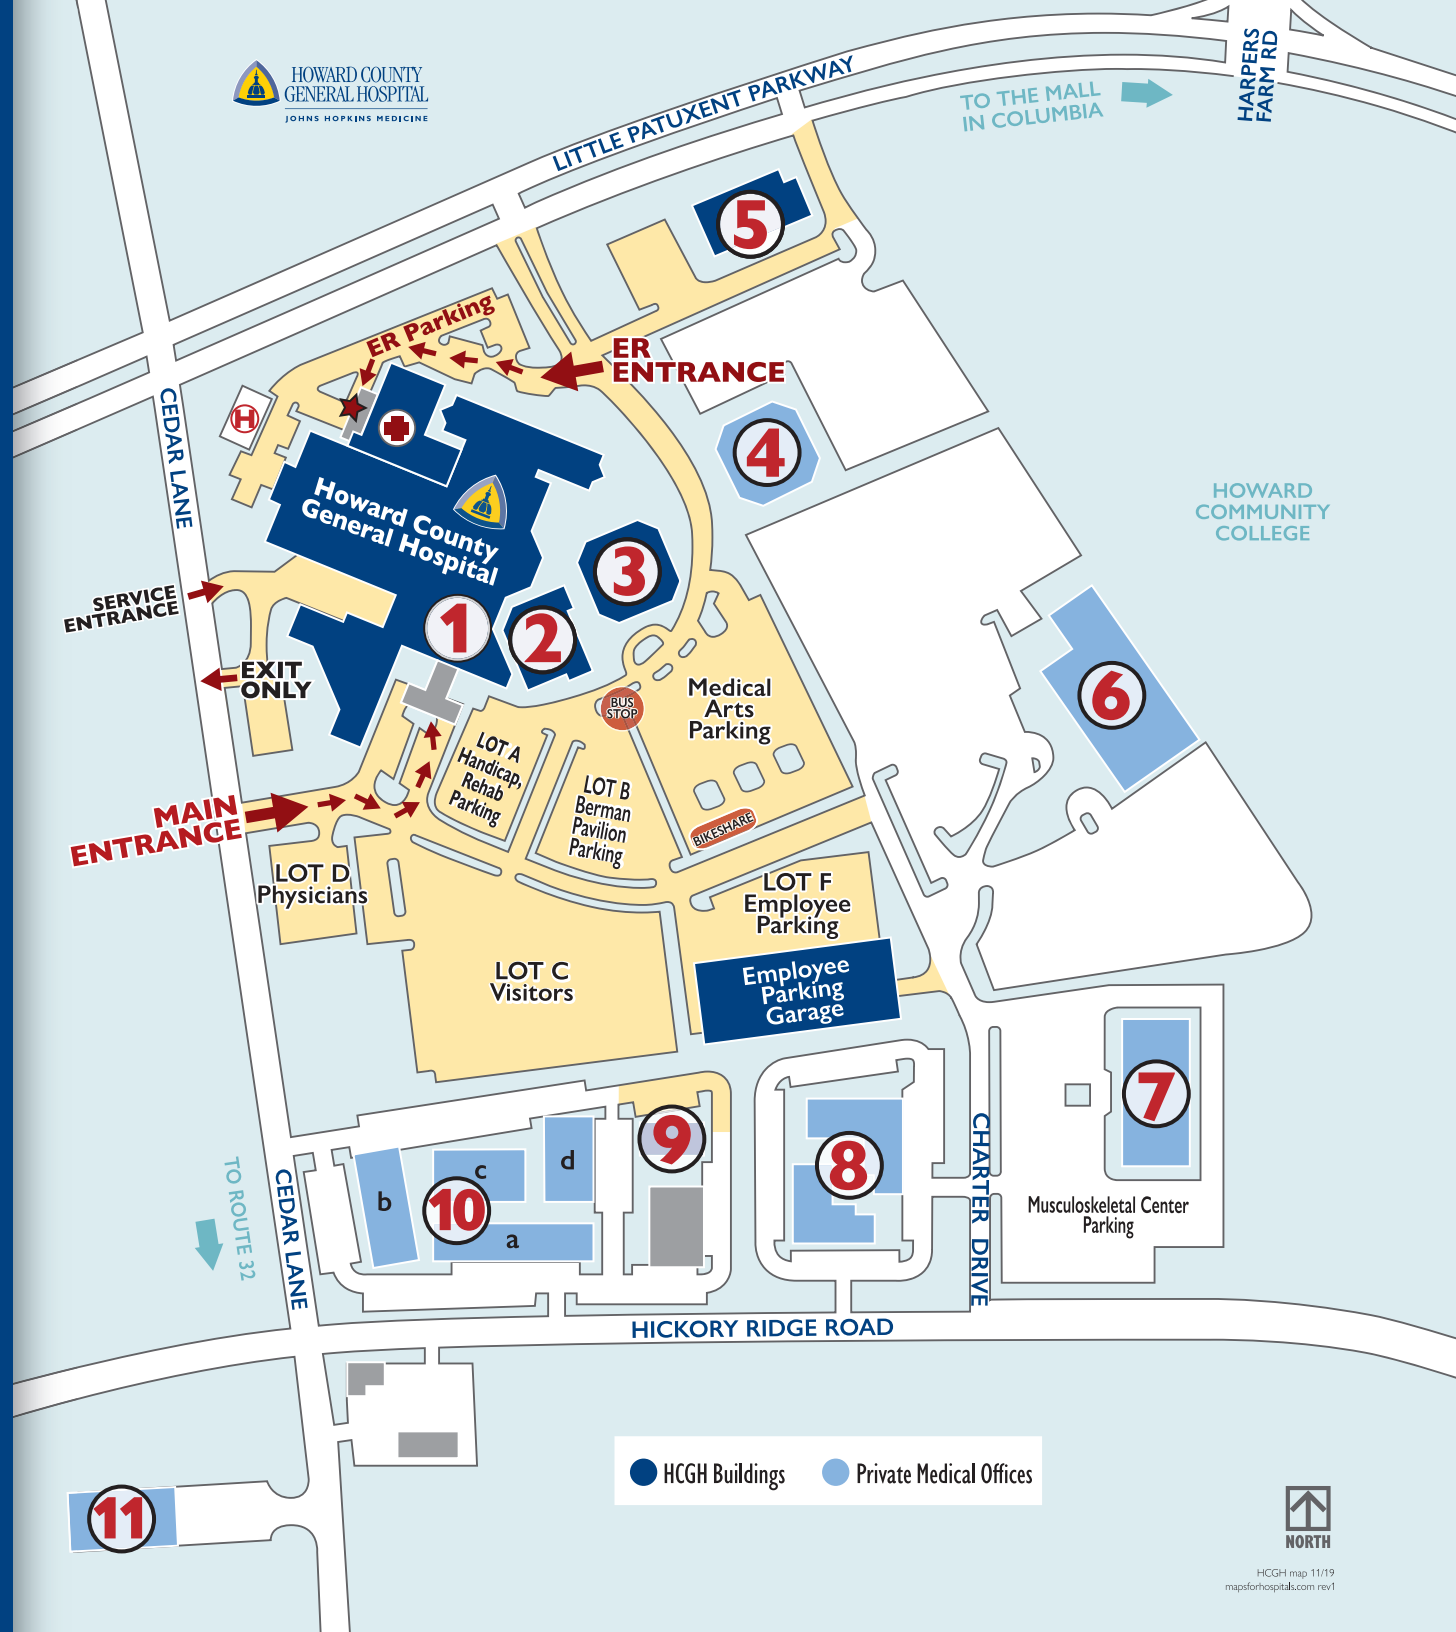 HOWARD COUNTY
GENERAL HOSPITAL
JOHNS HOPKINS MEDICINE
LITTLE PATUXENT PARKWAY
TO THE MALL
IN COLUMBIA
HARPERS
FARM RD
5
ER Parking
ER
ENTRANCE
H
CEDAR LANE
4
Howard County
General Hospital
HOWARD
COMMUNITY
COLLEGE
3
SERVICE
ENTRANCE
1
2
EXIT
ONLY
6
BUS
STOP
Medical
Arts
Parking
LOT A
Handicap,
Rehab
Parking
LOT B
Berman
Pavilion
Parking
MAIN
ENTRANCE
BIKESHARE
LOT D
Physicians
LOT F
Employee
Parking
LOT C
Visitors
Employee
Parking
Garage
7
9
8
TO ROUTE 32
CEDAR LANE
b
c
d
10
a
CHARTER DRIVE
Musculoskeletal Center
Parking
HICKORY RIDGE ROAD
HCGH Buildings
Private Medical Offices
11
NORTH
HCGH map 11/19
mapsforhospitals.com rev1